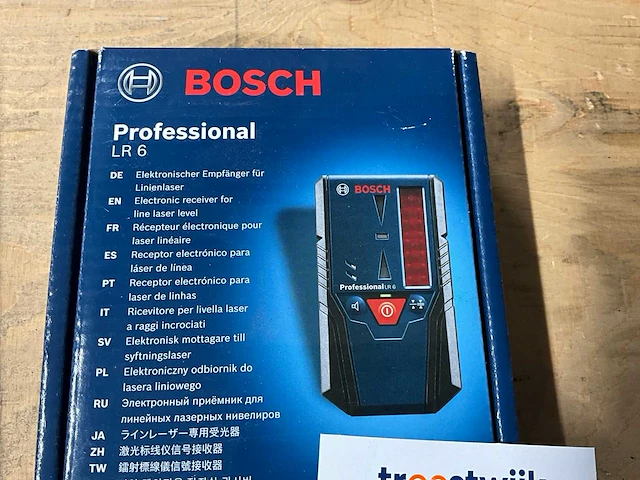 BOSCH
Professional
LR 6
DE Elektronischer Empfänger für
Linienlaser
EN Electronic receiver for
line laser level
FR Récepteur électronique pour
laser linéaire
ES Receptor electrónico para
láser de línea
PT Receptor electrónico para
laser de linhas
IT Ricevitore per livella laser
a raggi incrociati
SV Elektronisk mottagare till
syftningslaser
PL Elektroniczny odbiornik do
lasera liniowego
RU Электронный приёмник для
линейных лазерных нивелиров
JA ラインレーザー専用受光器
ZH 激光标线仪信号接收器
TW 鐳射標線儀信號接收器
BOSCH
Professional LR 6